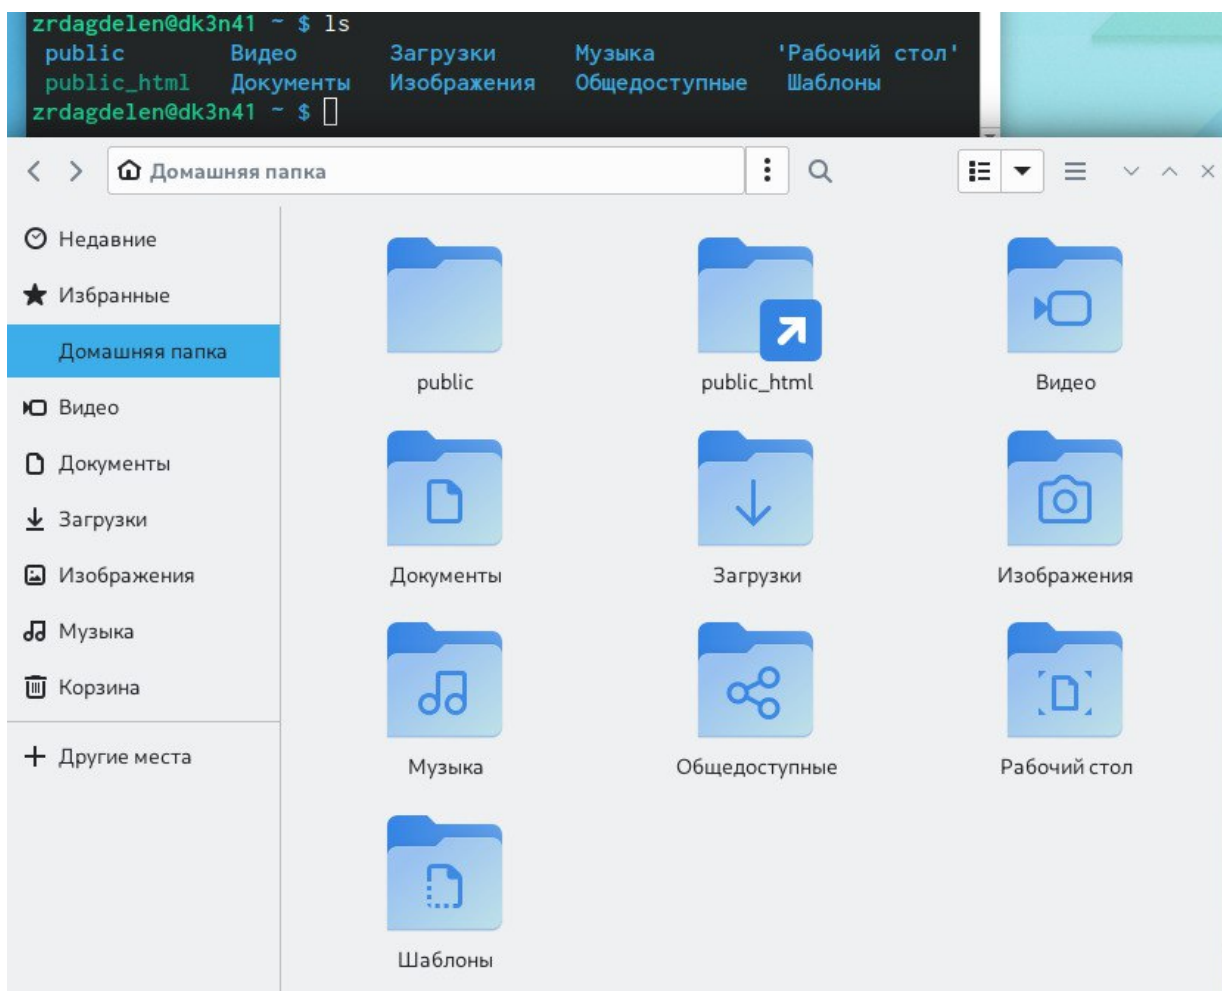 zrdagdelen@dk3n41 ~ $ ls
public Видео Загрузки Музыка 'Рабочий стол'
public_html Документы Изображения Общедоступные Шаблоны
zrdagdelen@dk3n41 ~ $
Домашняя папка
Недавние
Избранные
Домашняя папка
Видео
Документы
Загрузки
Изображения
Музыка
Корзина
Другие места
public public_html Видео
Документы Загрузки Изображения
Музыка Общедоступные Рабочий стол
Шаблоны